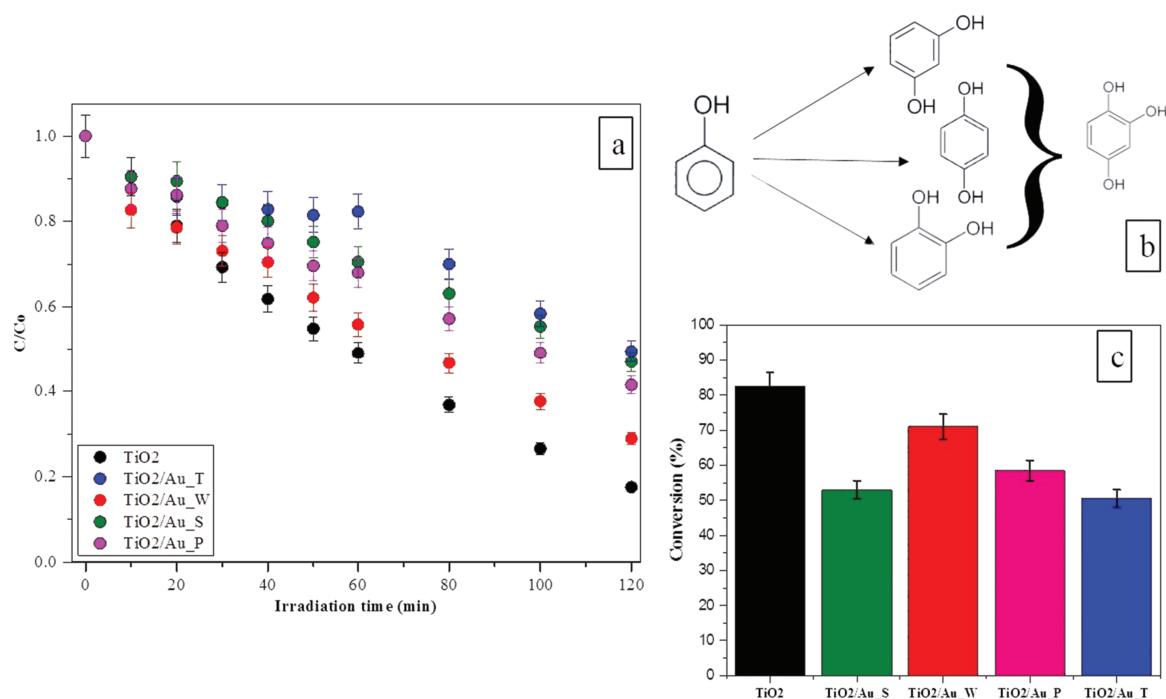 a
1.0
0.8
0.6
0.4
0.2
0.0
C/Co
TiO2
TiO2/Au_T
TiO2/Au_W
TiO2/Au_S
TiO2/Au_P
0 20 40 60 80 100 120
Irradiation time (min)
OH
OH
OH
OH
OH
OH
OH
OH
OH
OH
b
c
100
90
80
70
60
50
40
30
20
10
0
Conversion (%)
TiO2 TiO2/Au_S TiO2/Au_W TiO2/Au_P TiO2/Au_T